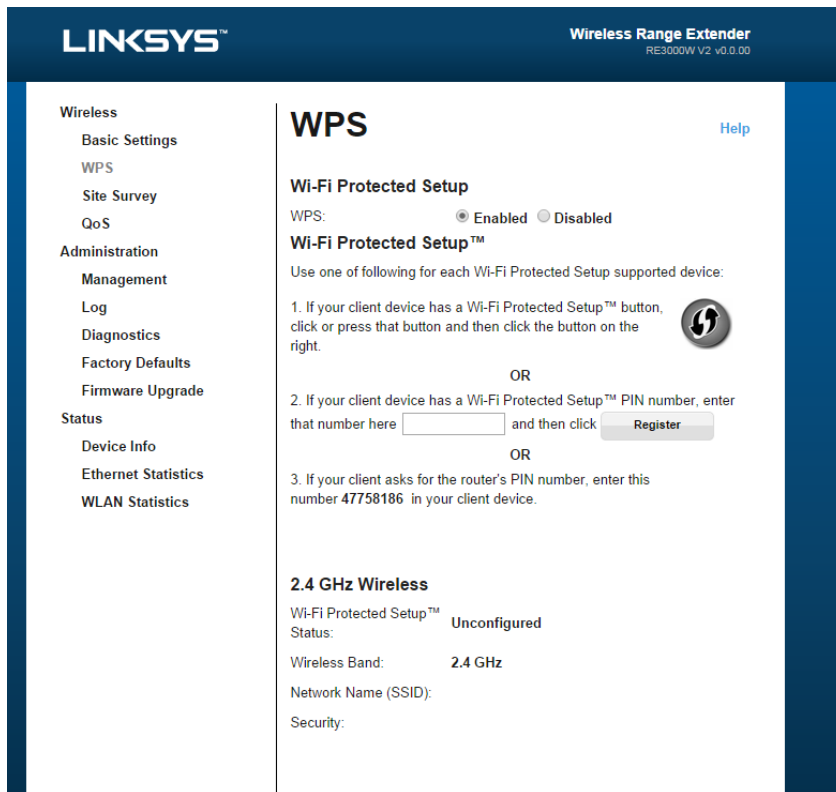 LINKSYS™
Wireless Range Extender
RE3000W V2 v0.0.00
Wireless
Basic Settings
WPS
Site Survey
QoS
Administration
Management
Log
Diagnostics
Factory Defaults
Firmware Upgrade
Status
Device Info
Ethernet Statistics
WLAN Statistics
WPS
Help
Wi-Fi Protected Setup
WPS: Enabled Disabled
Wi-Fi Protected Setup™
Use one of following for each Wi-Fi Protected Setup supported device:
1. If your client device has a Wi-Fi Protected Setup™ button,
click or press that button and then click the button on the
right.
OR
2. If your client device has a Wi-Fi Protected Setup™ PIN number, enter
that number here and then click Register
OR
3. If your client asks for the router's PIN number, enter this
number 47758186 in your client device.
2.4 GHz Wireless
Wi-Fi Protected Setup™
Status: Unconfigured
Wireless Band: 2.4 GHz
Network Name (SSID):
Security: